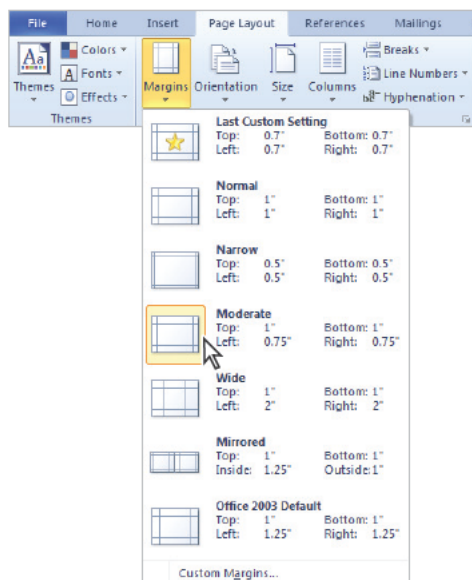 File Home Insert Page Layout References Mailings
Aa Colors Breaks
A Fonts Line Numbers
Themes Effects Margins Orientation Size Columns Hyphenation
Themes
Last Custom Setting
Top: 0.7" Bottom: 0.7"
Left: 0.7" Right: 0.7"
Normal
Top: 1" Bottom: 1"
Left: 1" Right: 1"
Narrow
Top: 0.5" Bottom: 0.5"
Left: 0.5" Right: 0.5"
Moderate
Top: 1" Bottom: 1"
Left: 0.75" Right: 0.75"
Wide
Top: 1" Bottom: 1"
Left: 2" Right: 2"
Mirrored
Top: 1" Bottom: 1"
Inside: 1.25" Outside: 1"
Office 2003 Default
Top: 1" Bottom: 1"
Left: 1.25" Right: 1.25"
Custom Margins...